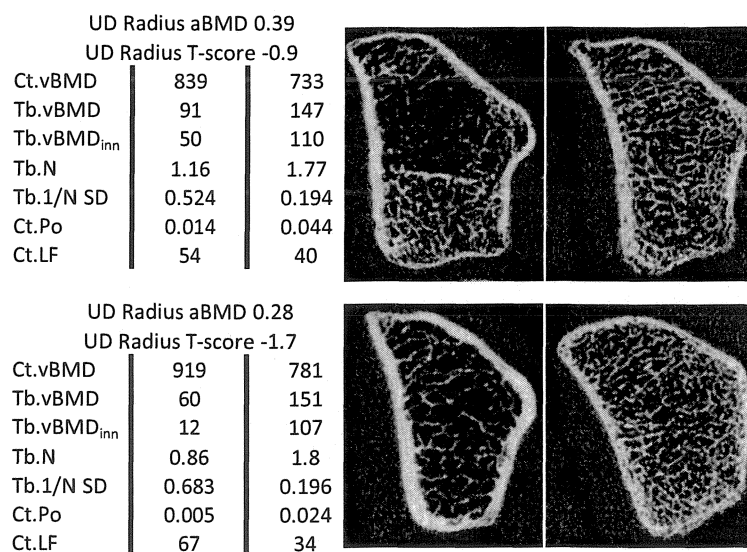 UD Radius aBMD 0.39
UD Radius T-score -0.9
Ct.vBMD 839 733
Tb.vBMD 91 147
Tb.vBMDinn 50 110
Tb.N 1.16 1.77
Tb.1/N SD 0.524 0.194
Ct.Po 0.014 0.044
Ct.LF 54 40
UD Radius aBMD 0.28
UD Radius T-score -1.7
Ct.vBMD 919 781
Tb.vBMD 60 151
Tb.vBMDinn 12 107
Tb.N 0.86 1.8
Tb.1/N SD 0.683 0.196
Ct.Po 0.005 0.024
Ct.LF 67 34